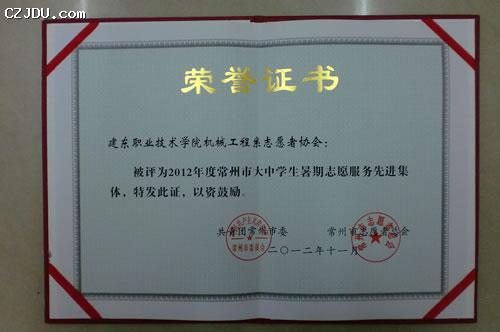 CZJDU.com
荣誉证书
建东职业技术学院机械工程系志愿者协会：
被评为2012年度常州市大中学生暑期志愿服务先进集
体，特发此证，以资鼓励。
共青团常州市委 常州市志愿者总会
二〇一二年十一月